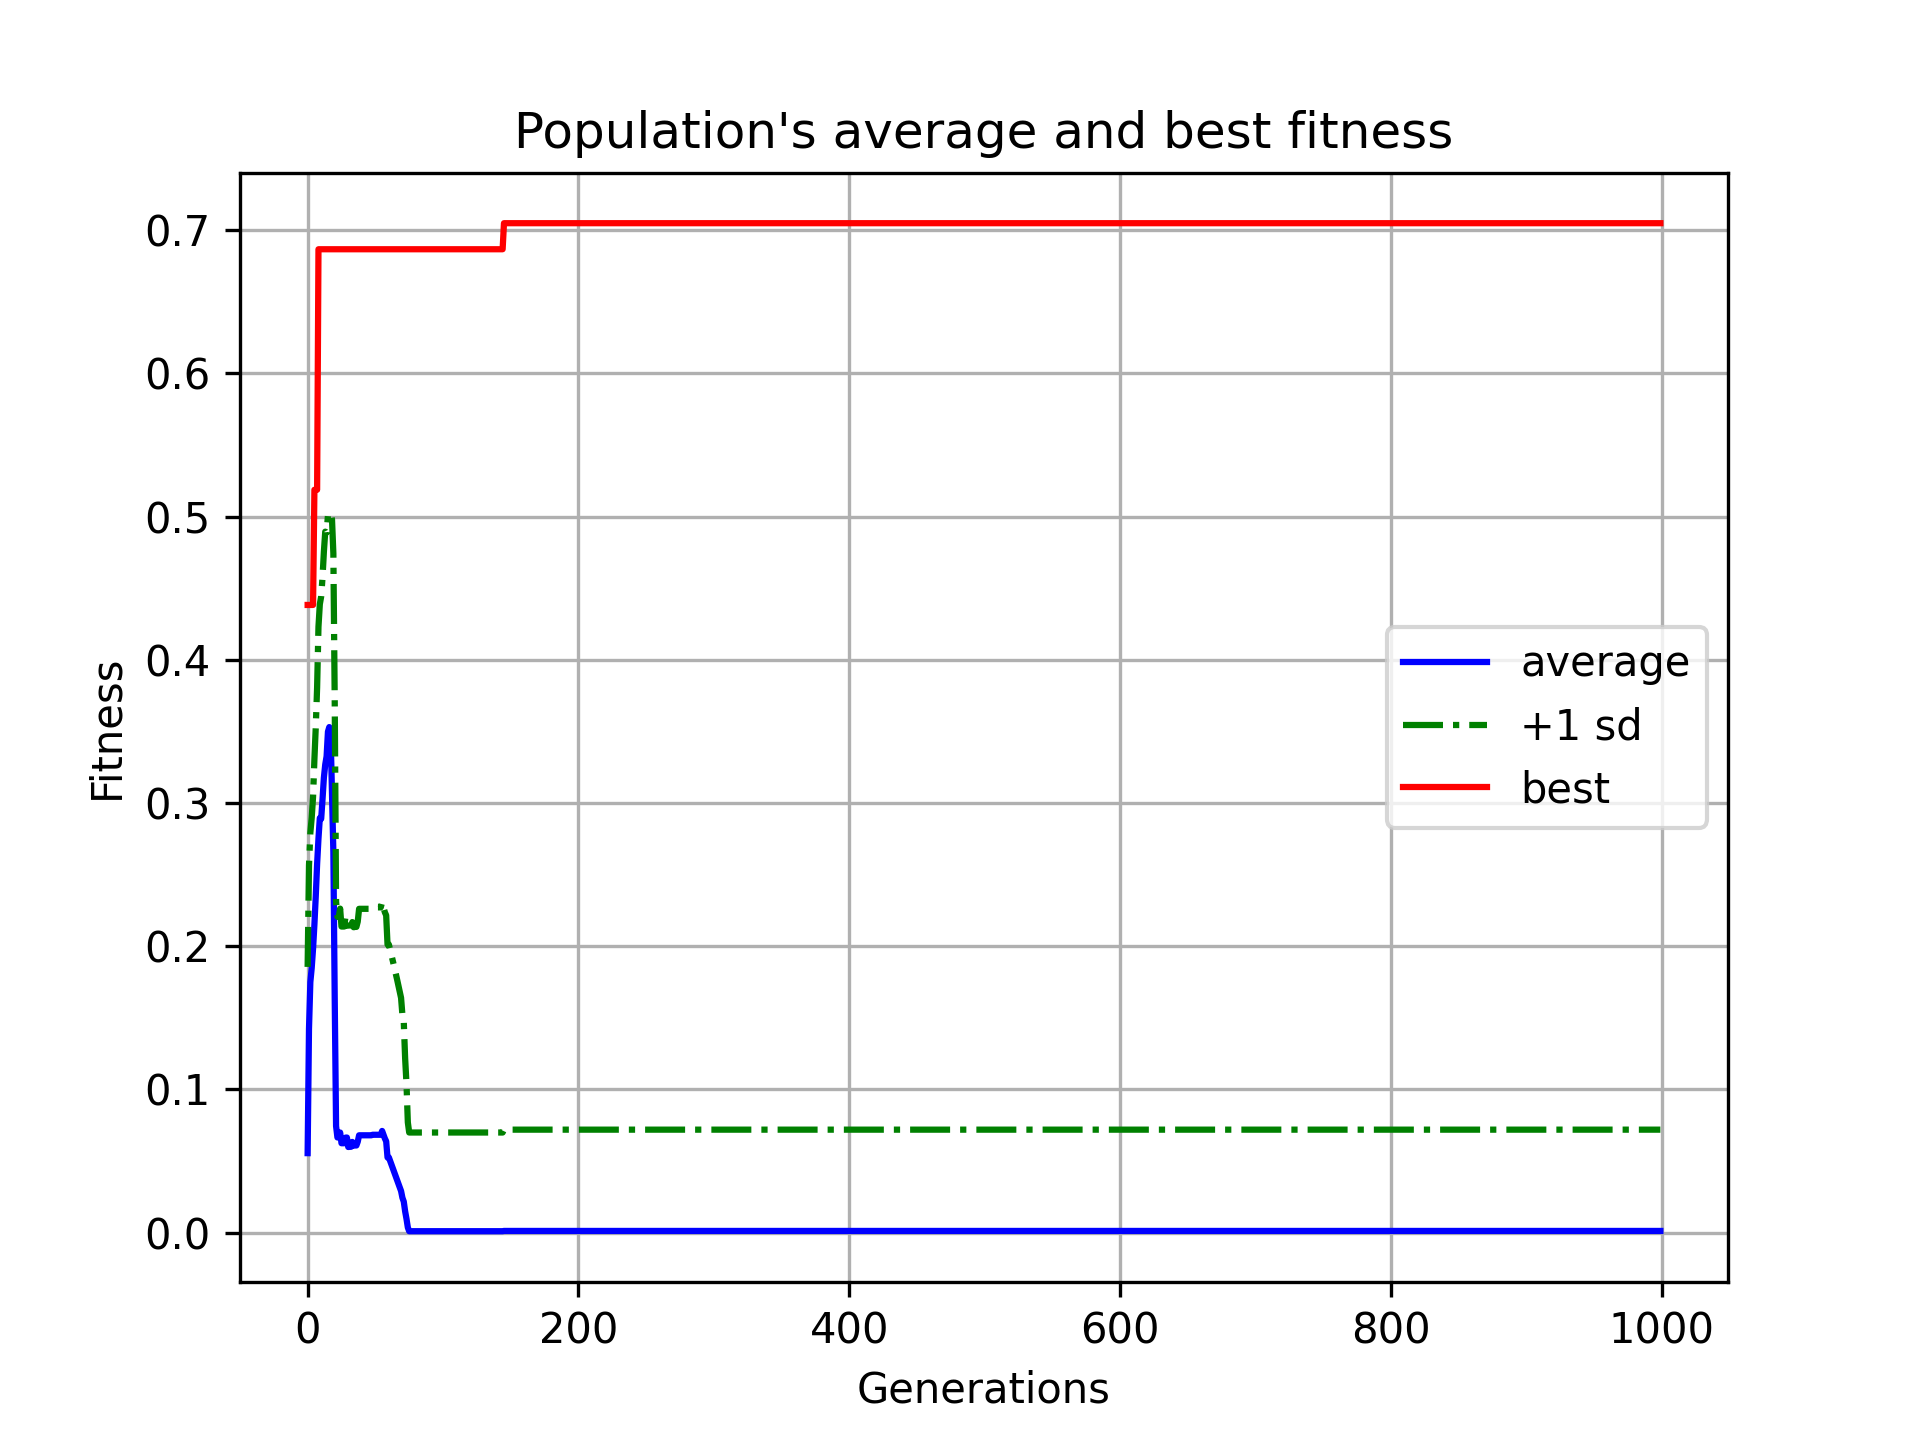 Population's average and best fitness
0.7
0.6
0.5
0.4
0.3
0.2
0.1
0.0
Fitness
average
+1 sd
best
0 200 400 600 800 1000
Generations